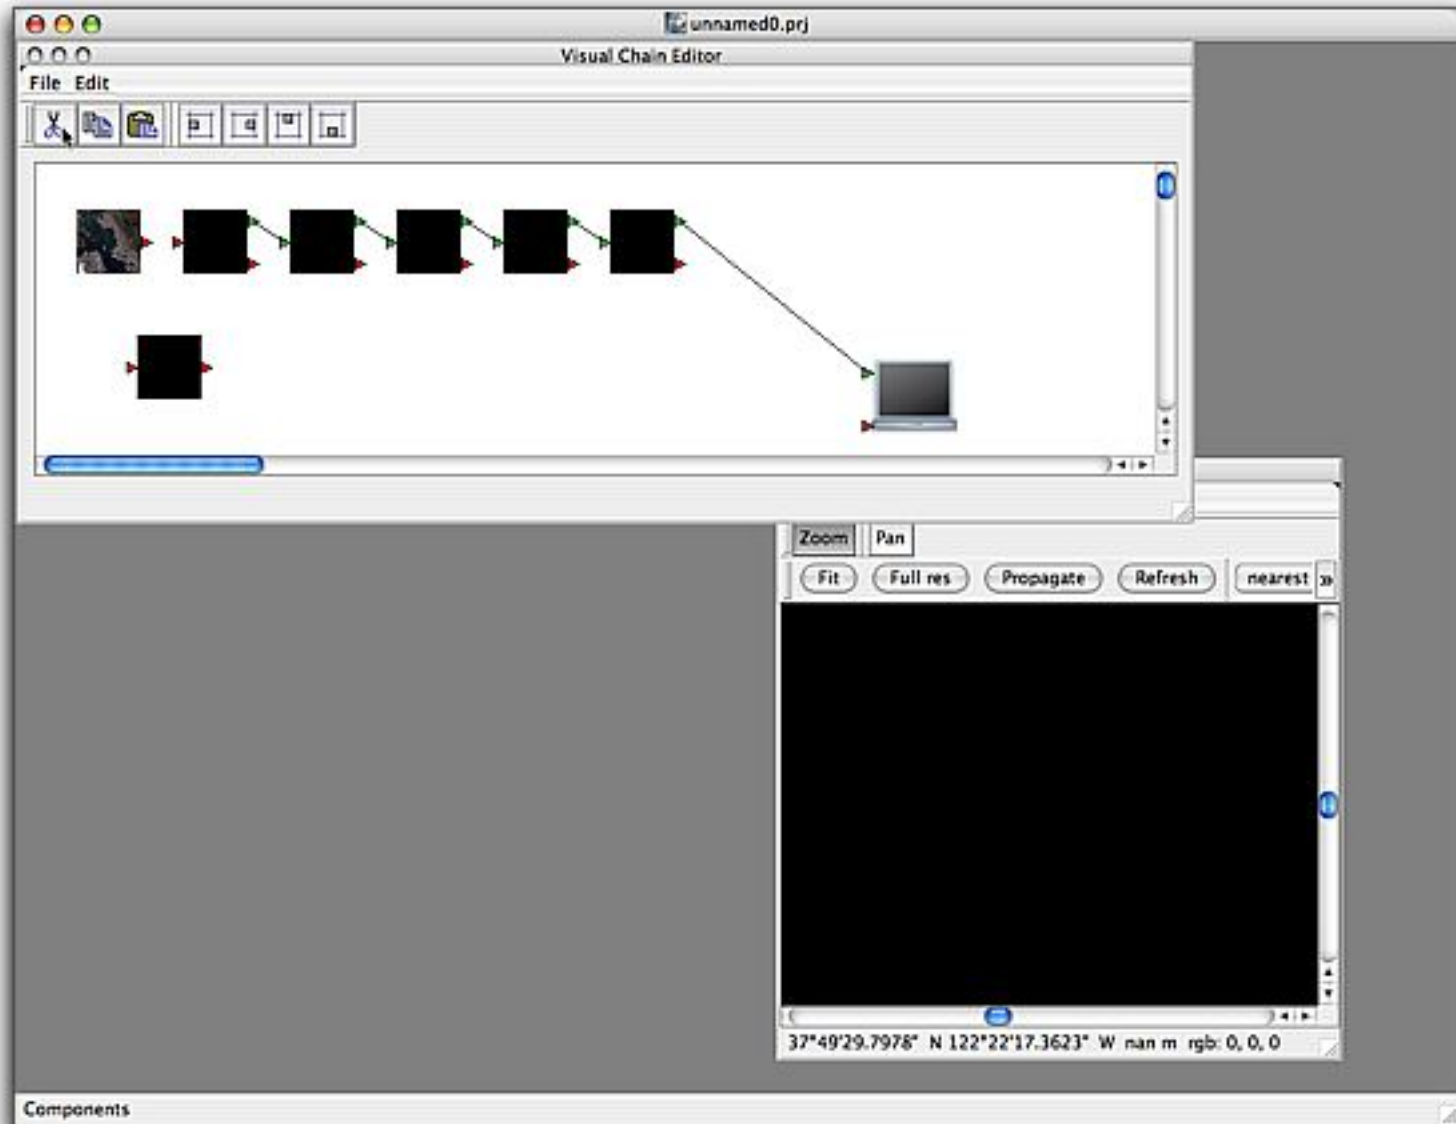 unnamed0.prj
Visual Chain Editor
File Edit
Zoom Pan
Fit Full res Propagate Refresh nearest »
37°49'29.7978" N 122°22'17.3623" W nan m rgb: 0, 0, 0
Components